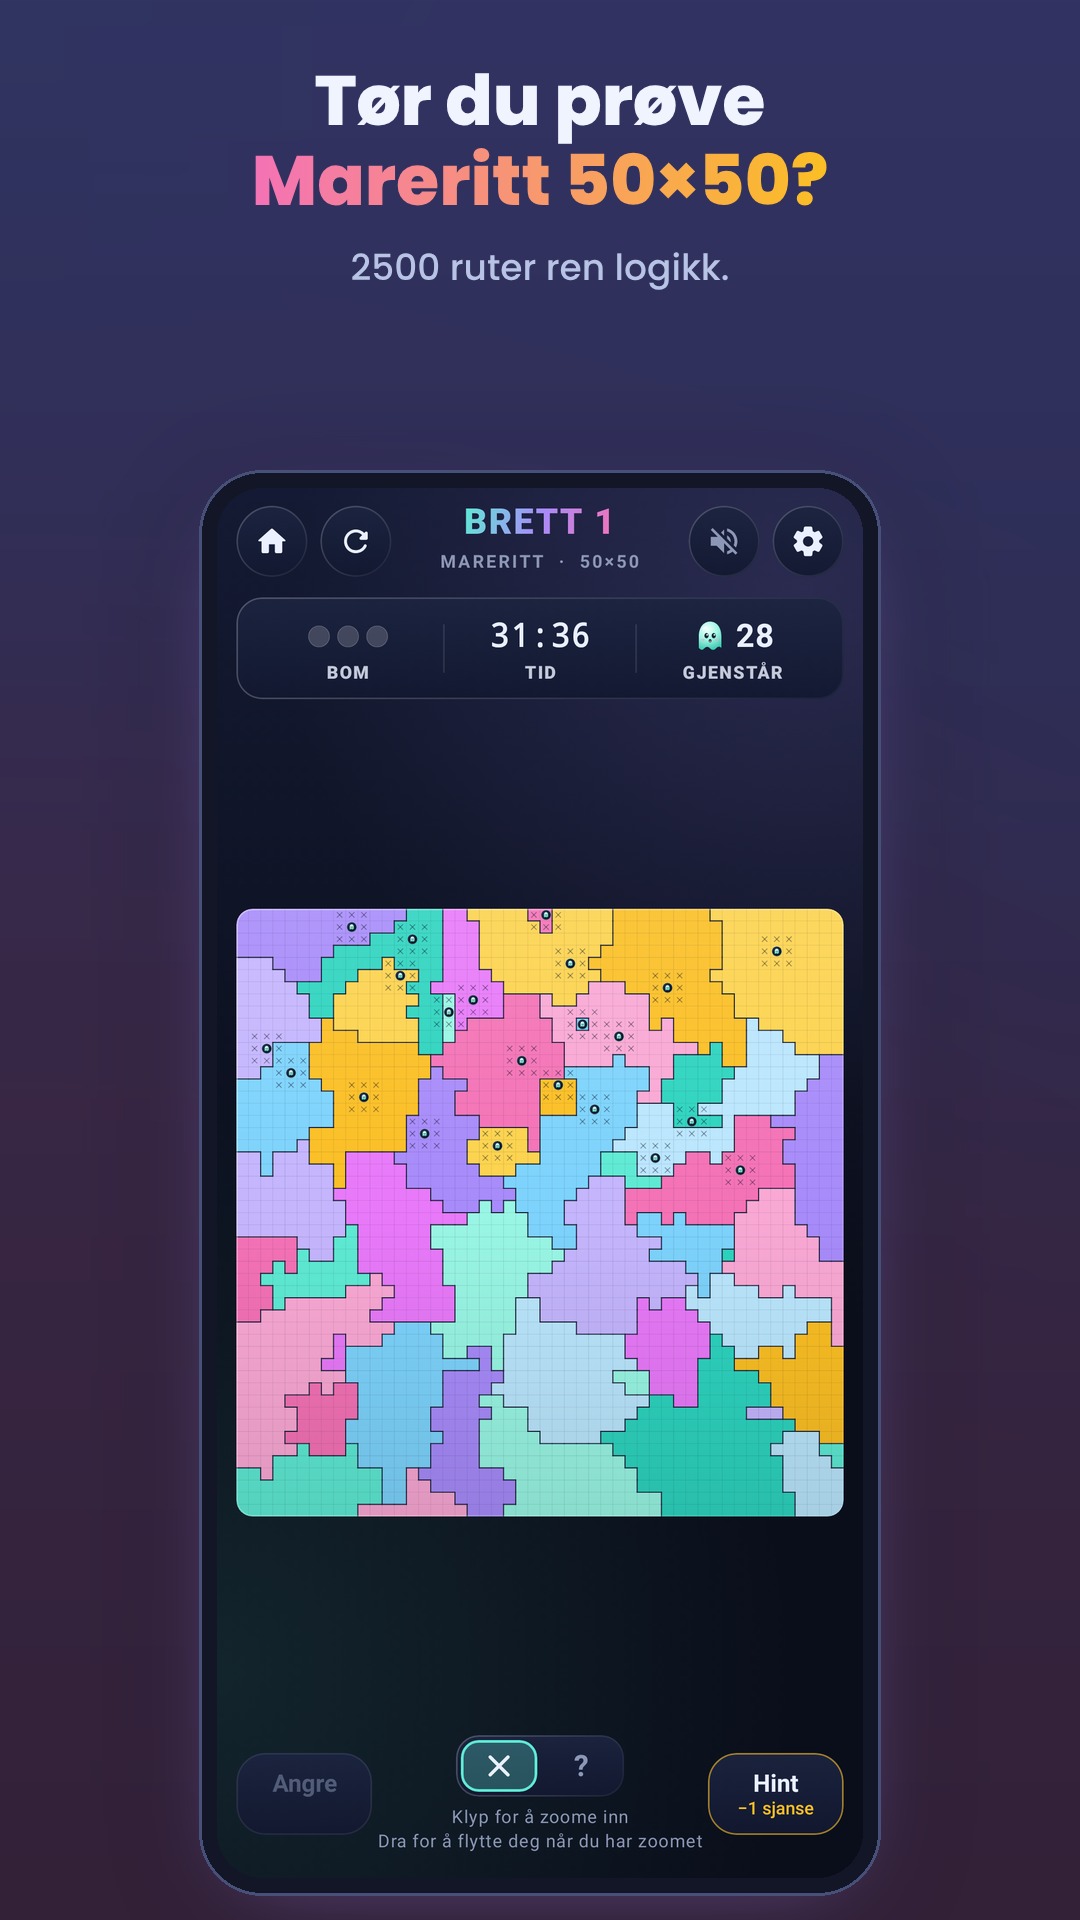 Tør du prøve
Mareritt 50×50?
2500 ruter ren logikk.
BRETT 1
MARERITT · 50×50
31:36
28
BOM
TID
GJENSTÅR
Angre
?
Hint
−1 sjanse
Klyp for å zoome inn
Dra for å flytte deg når du har zoomet